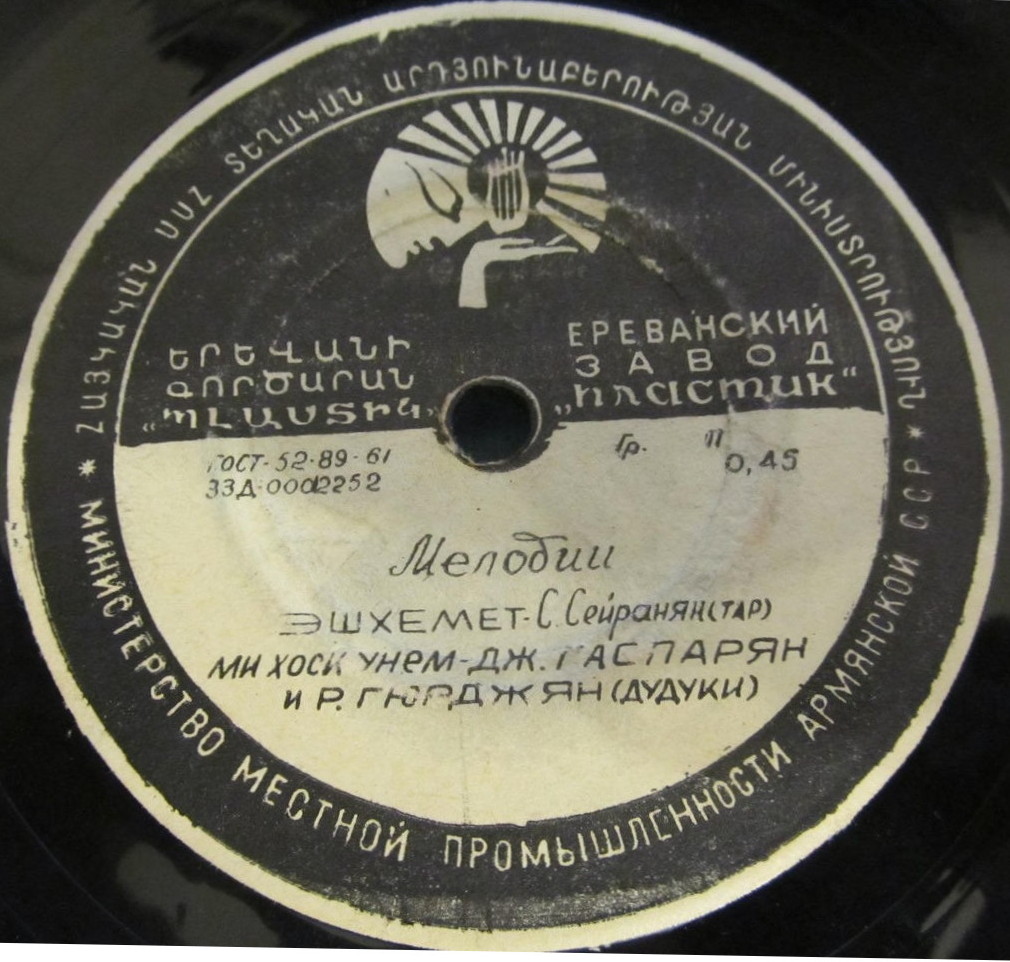 ՀԱՅԿԱԿԱՆ ՍՍՀ ՏԵՂԱԿԱՆ ԱՐԴՅՈՒՆԱԲԵՐՈՒԹՅԱՆ ՄԻՆԻՍՏՐՈՒԹՅՈՒՆ *
ԵՐԵՎԱՆԻ
ԳՈՐԾԱՐԱՆ
„ՊԼԱՍՏԻԿ„
ЕРЕВАНСКИЙ
ЗАВОД
„ПЛАСТИК“
ГОСТ-52-89-61
33Д-0002252
Гр. П
0,45
Мелодии
ЭШХЕМЕТ-С.Сейранян(ТАР)
МИ ХОСК УНЕМ-ДЖ. ГАСПАРЯН
И Р. ГЮРДЖЯН(ДУДУКИ)
* МИНИСТЕРСТВО МЕСТНОЙ ПРОМЫШЛЕННОСТИ АРМЯНСКОЙ ССР